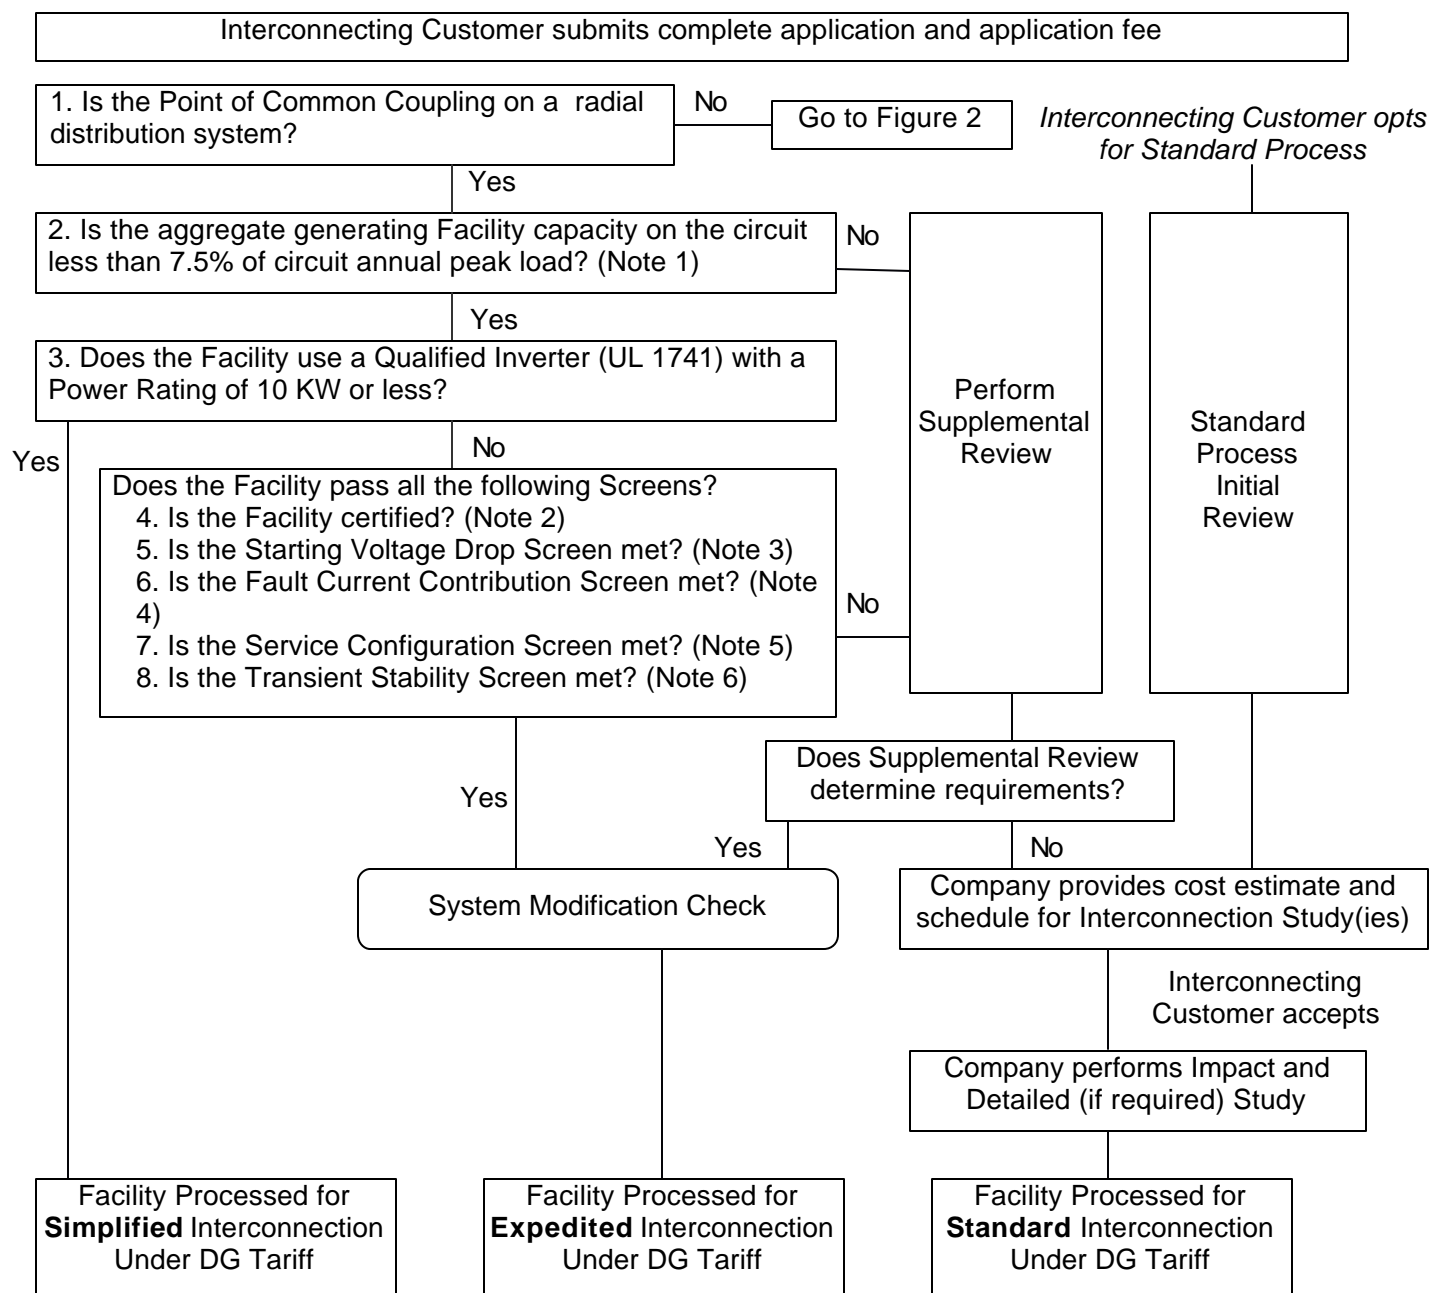 Interconnecting Customer submits complete application and application fee
1. Is the Point of Common Coupling on a radial
distribution system?
No
Go to Figure 2
Interconnecting Customer opts
for Standard Process
Yes
2. Is the aggregate generating Facility capacity on the circuit
less than 7.5% of circuit annual peak load? (Note 1)
No
Yes
3. Does the Facility use a Qualified Inverter (UL 1741) with a
Power Rating of 10 KW or less?
Perform
Supplemental
Review
Standard
Process
Initial
Review
Yes
No
Does the Facility pass all the following Screens?
4. Is the Facility certified? (Note 2)
5. Is the Starting Voltage Drop Screen met? (Note 3)
6. Is the Fault Current Contribution Screen met? (Note
4)
7. Is the Service Configuration Screen met? (Note 5)
8. Is the Transient Stability Screen met? (Note 6)
No
Does Supplemental Review
determine requirements?
Yes
Yes
No
System Modification Check
Company provides cost estimate and
schedule for Interconnection Study(ies)
Interconnecting
Customer accepts
Company performs Impact and
Detailed (if required) Study
Facility Processed for
Simplified Interconnection
Under DG Tariff
Facility Processed for
Expedited Interconnection
Under DG Tariff
Facility Processed for
Standard Interconnection
Under DG Tariff